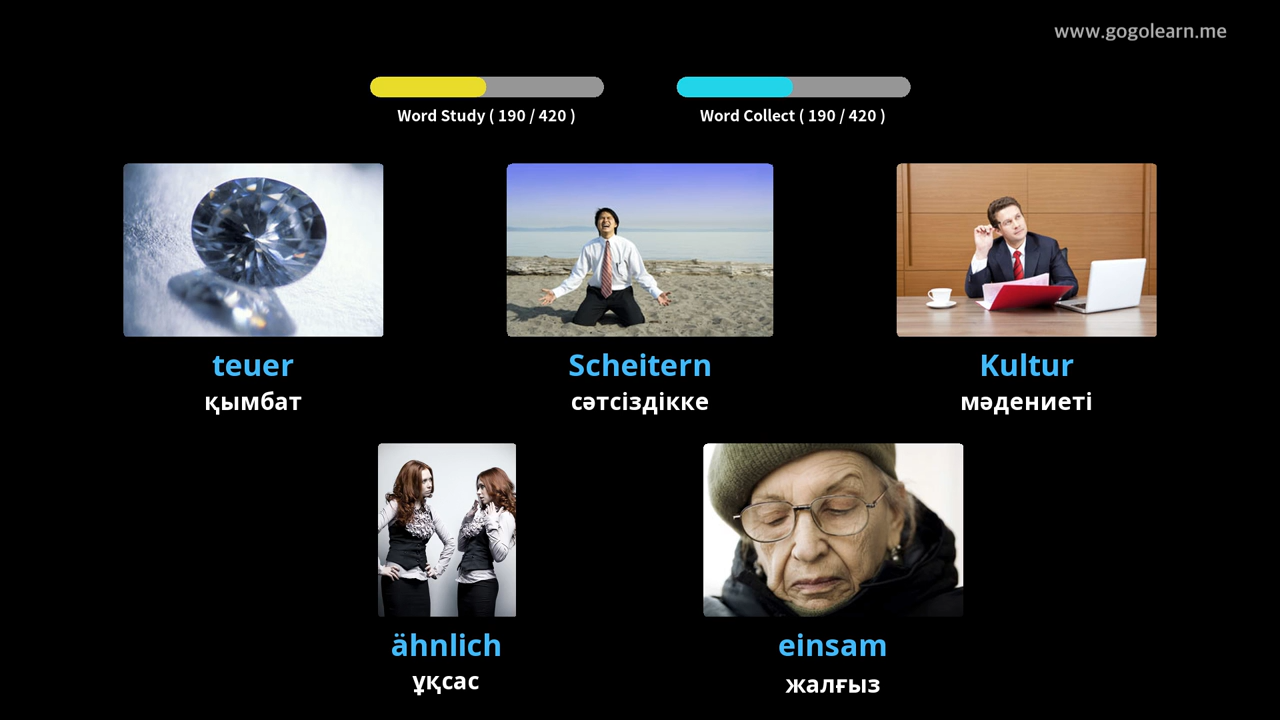 www.gogolearn.me
Word Study ( 190 / 420 )
Word Collect ( 190 / 420 )
teuer
қымбат
Scheitern
сәтсіздікке
Kultur
мәдениеті
ähnlich
ұқсас
einsam
жалғыз